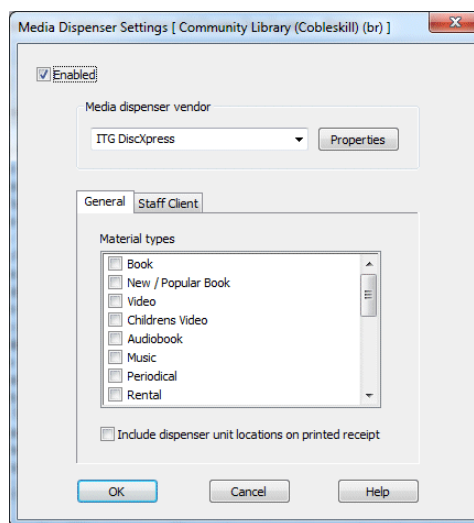 Media Dispenser Settings [ Community Library (Cobleskill) (br) ]
Enabled
Media dispenser vendor
ITG DiscXpress
Properties
General
Staff Client
Material types
Book
New / Popular Book
Video
Childrens Video
Audiobook
Music
Periodical
Rental
Include dispenser unit locations on printed receipt
OK
Cancel
Help